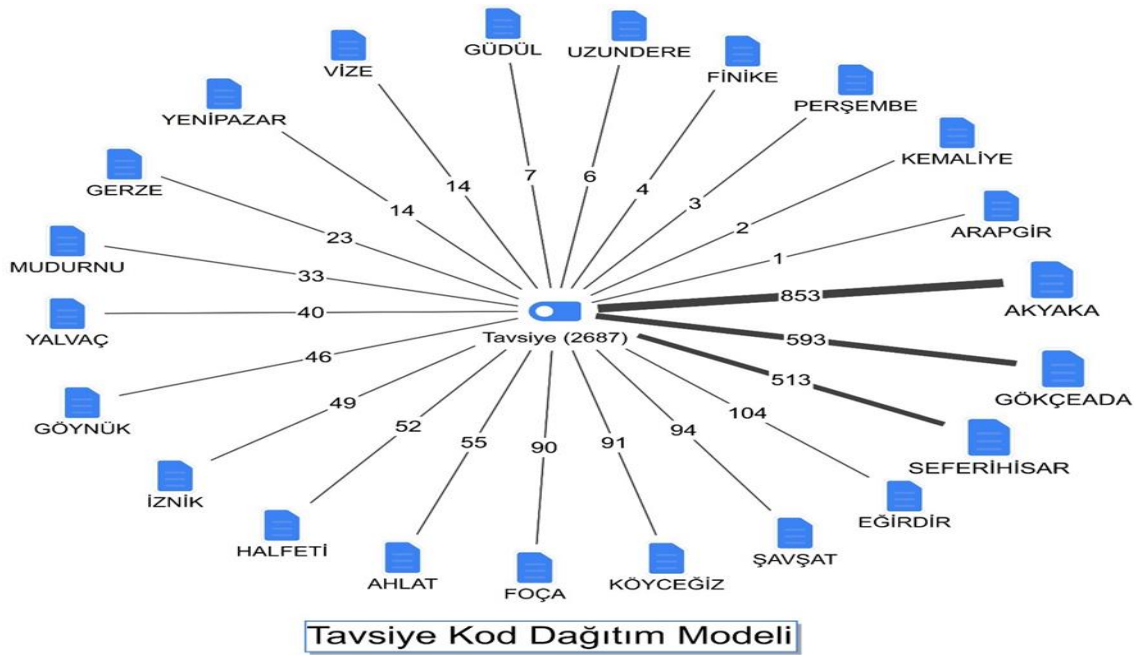 GÜDÜL
UZUNDERE
VİZE
FİNİKE
YENİPAZAR
PERŞEMBE
KEMALİYE
GERZE
ARAPGİR
MUDURNU
AKYAKA
YALVAÇ
GÖKÇEADA
GÖYNÜK
SEFERİHİSAR
İZNİK
EĞİRDİR
HALFETİ
ŞAVŞAT
AHLAT
FOÇA
KÖYCEĞİZ
14
7
6
4
3
2
1
14
23
33
40
46
49
52
55
90
91
94
104
513
593
853
Tavsiye (2687)
Tavsiye Kod Dağıtım Modeli